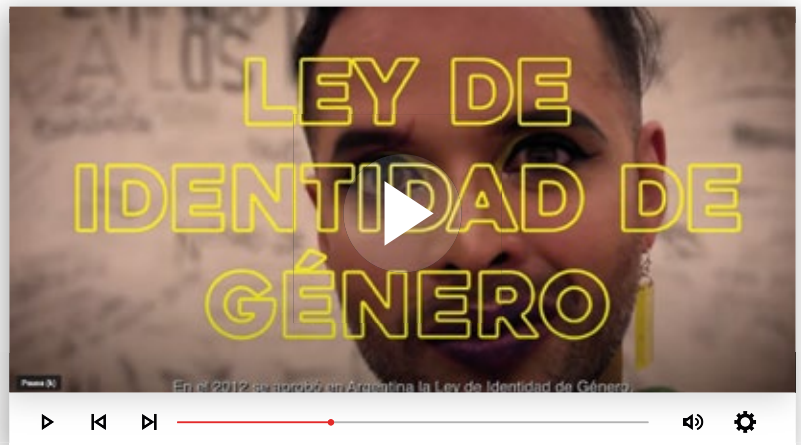 A LOS
LEY DE
IDENTIDAD DE
GÉNERO
Pausa (k)
En el 2012 se aprobó en Argentina la Ley de Identidad de Género.